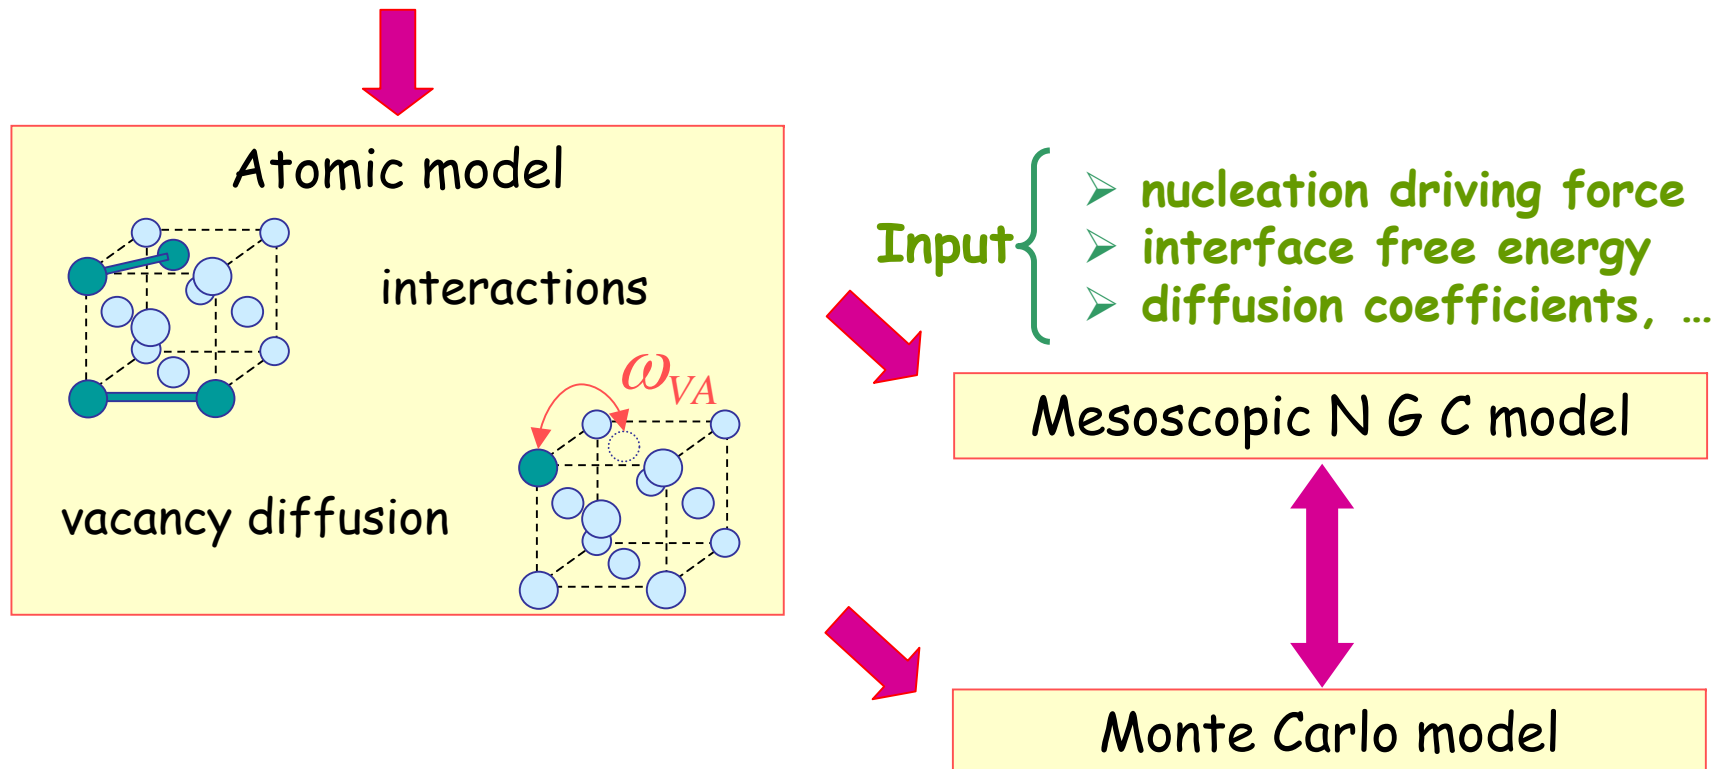 Atomic model
interactions
ωVA
vacancy diffusion
Input
➢ nucleation driving force
➢ interface free energy
➢ diffusion coefficients, …
Mesoscopic N G C model
Monte Carlo model